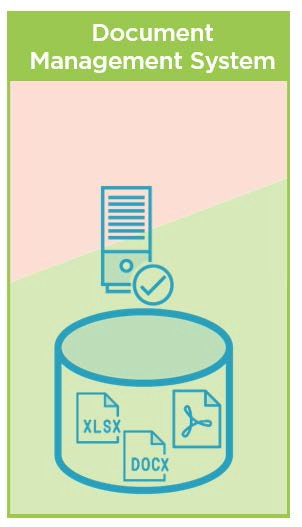 Document
Management System
XLSX
DOCX